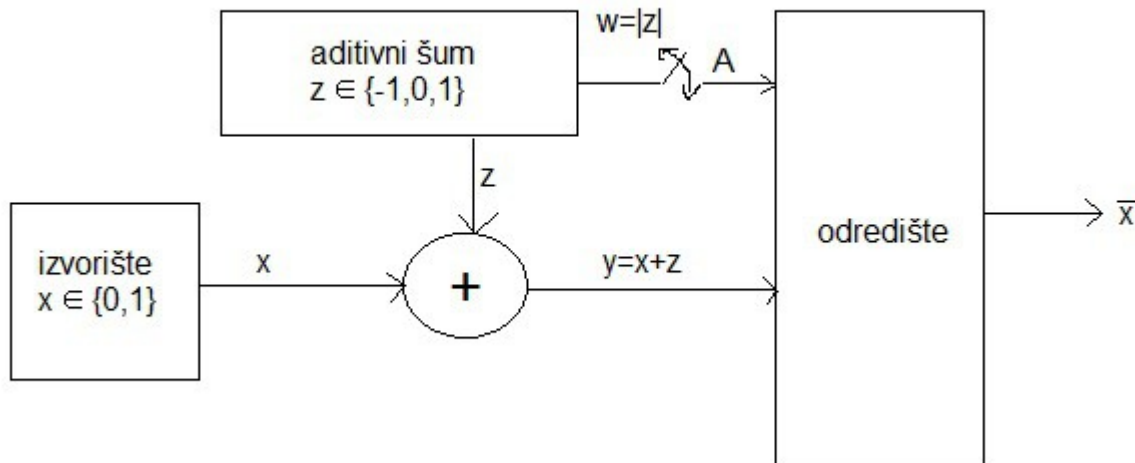 aditivni šum
z ∈ {-1,0,1}
w=|z|
A
z
izvorište
x ∈ {0,1}
x
+
y=x+z
odredište
x̅